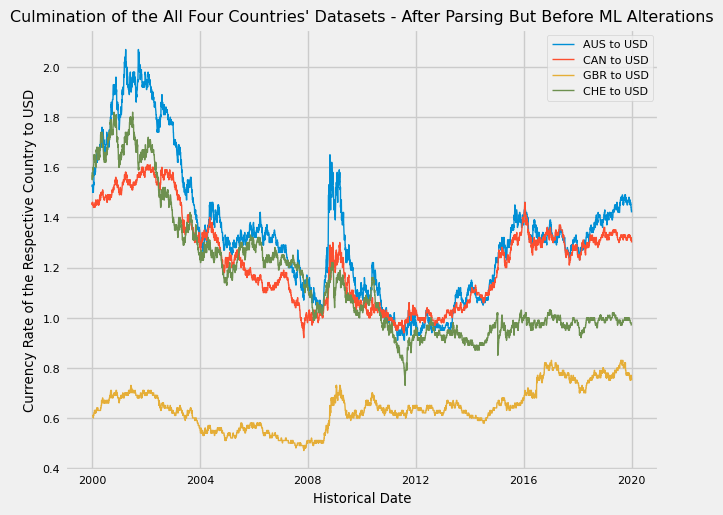 Culmination of the All Four Countries' Datasets - After Parsing But Before ML Alterations
AUS to USD
CAN to USD
GBR to USD
CHE to USD
Currency Rate of the Respective Country to USD
2.0
1.8
1.6
1.4
1.2
1.0
0.8
0.6
0.4
2000 2004 2008 2012 2016 2020
Historical Date